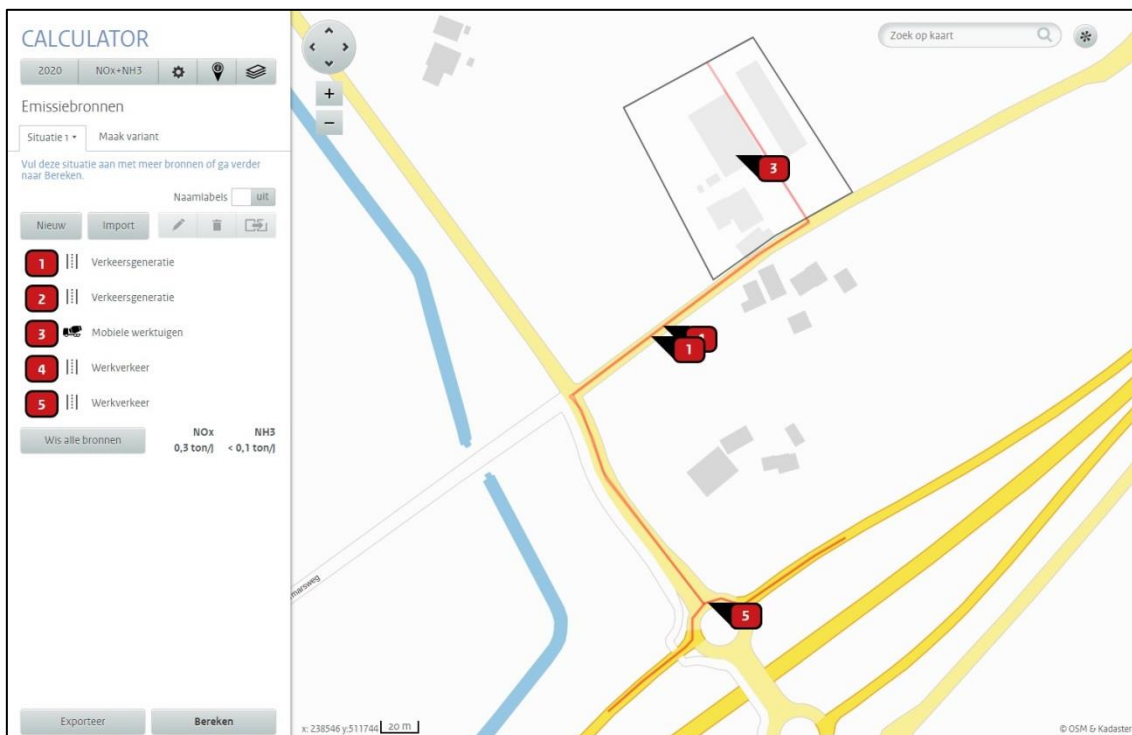 CALCULATOR
2020 NOx+NH3
Emissiebronnen
Situatie 1 Maak variant
Vul deze situatie aan met meer bronnen of ga verder
naar Bereken.
Naamlabels uit
Nieuw Import
1 Verkeersgeneratie
2 Verkeersgeneratie
3 Mobiele werktuigen
4 Werkverkeer
5 Werkverkeer
Wis alle bronnen NOx NH3
0,3 ton/j < 0,1 ton/j
Exporteer Bereken
Zoek op kaart
+
−
3
1
5
marsweg
x: 238546 y:511744 20 m
© OSM & Kadaster